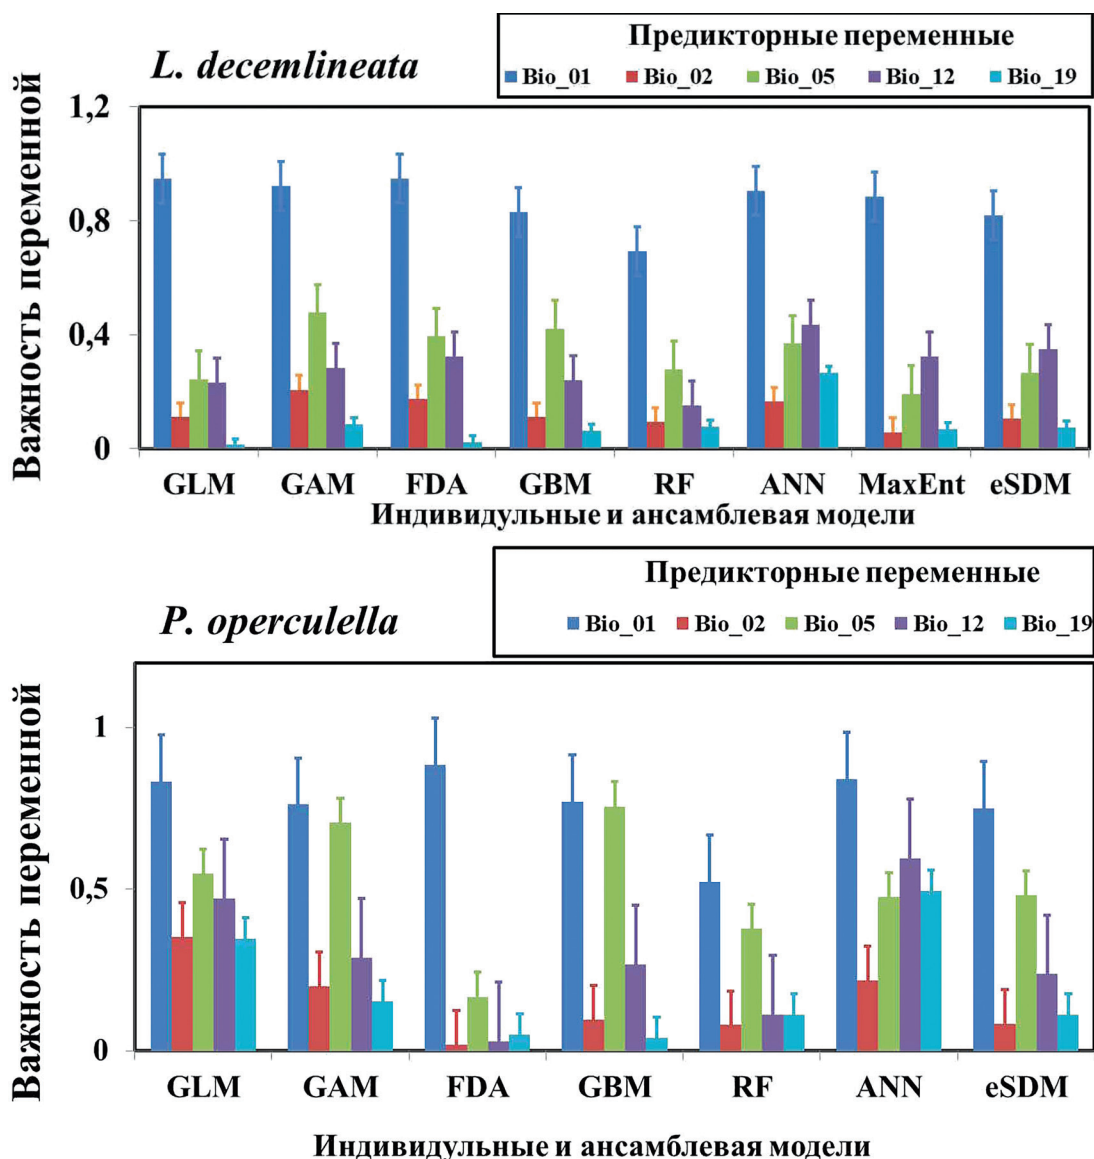 L. decemlineata
Предикторные переменные
Bio_01 Bio_02 Bio_05 Bio_12 Bio_19
Важность переменной
1,2
0,8
0,4
0
GLM GAM FDA GBM RF ANN MaxEnt eSDM
Индивидульные и ансамблевая модели
P. operculella
Предикторные переменные
Bio_01 Bio_02 Bio_05 Bio_12 Bio_19
Важность переменной
1
0,5
0
GLM GAM FDA GBM RF ANN eSDM
Индивидульные и ансамблевая модели